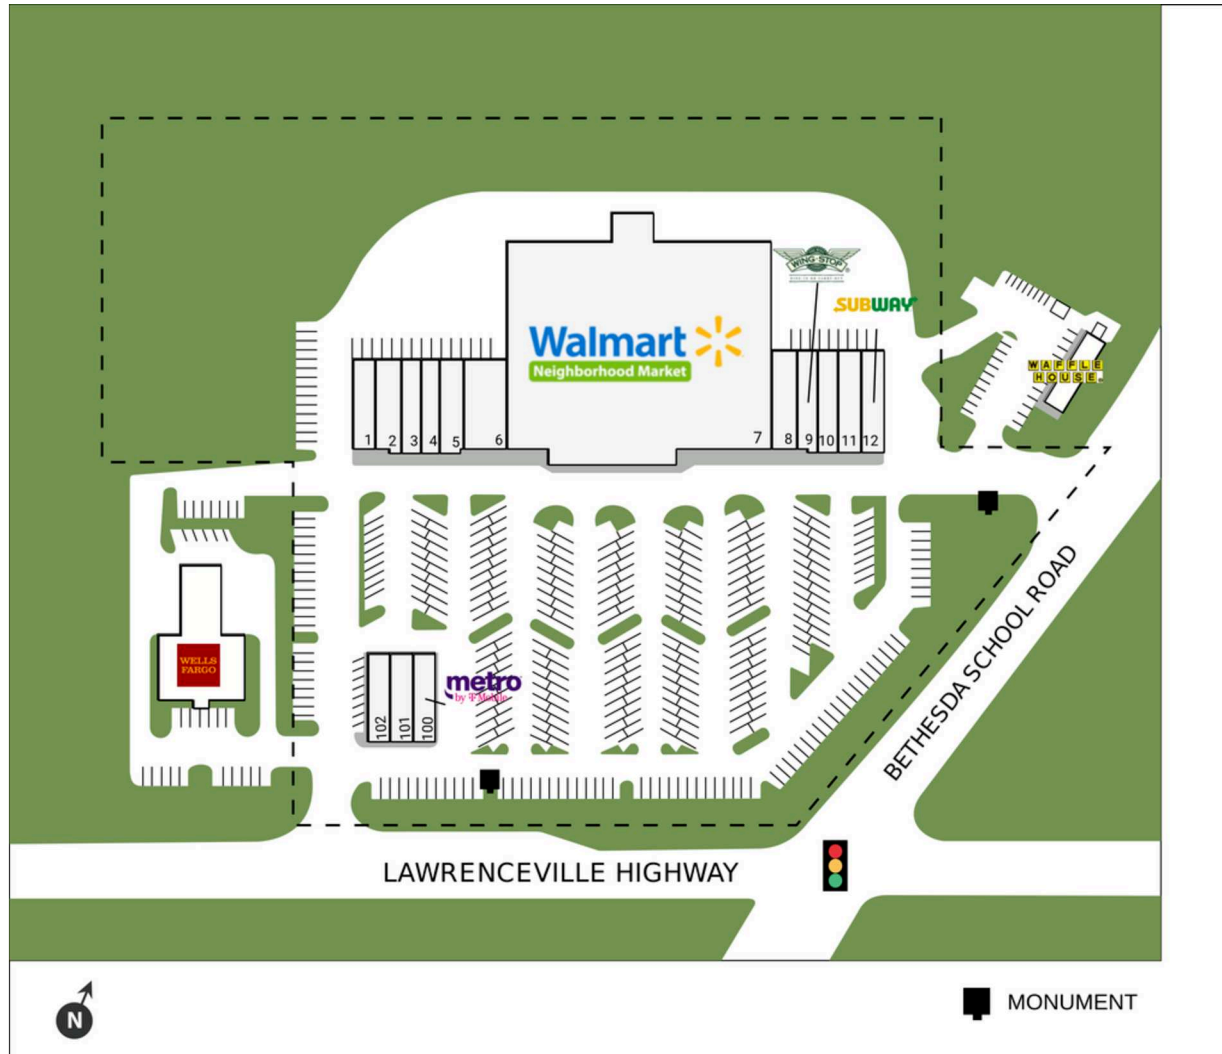 WING·STOP
SUBWAY
Walmart
Neighborhood Market
WAFFLE
HOUSE
1 2 3 4 5 6 7 8 9 10 11 12
WELLS
FARGO
metro
by T-Mobile
102 101 100
BETHESDA SCHOOL ROAD
LAWRENCEVILLE HIGHWAY
N
MONUMENT